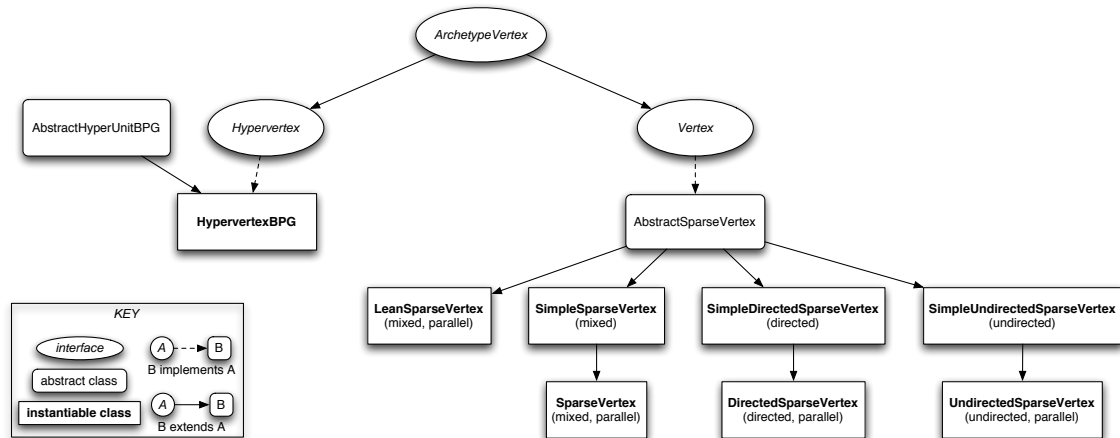 ArchetypeVertex
AbstractHyperUnitBPG
Hypervertex
Vertex
HypervertexBPG
AbstractSparseVertex
LeanSparseVertex
(mixed, parallel)
SimpleSparseVertex
(mixed)
SimpleDirectedSparseVertex
(directed)
SimpleUndirectedSparseVertex
(undirected)
SparseVertex
(mixed, parallel)
DirectedSparseVertex
(directed, parallel)
UndirectedSparseVertex
(undirected, parallel)
KEY
interface
abstract class
instantiable class
A
B
B implements A
A
B
B extends A